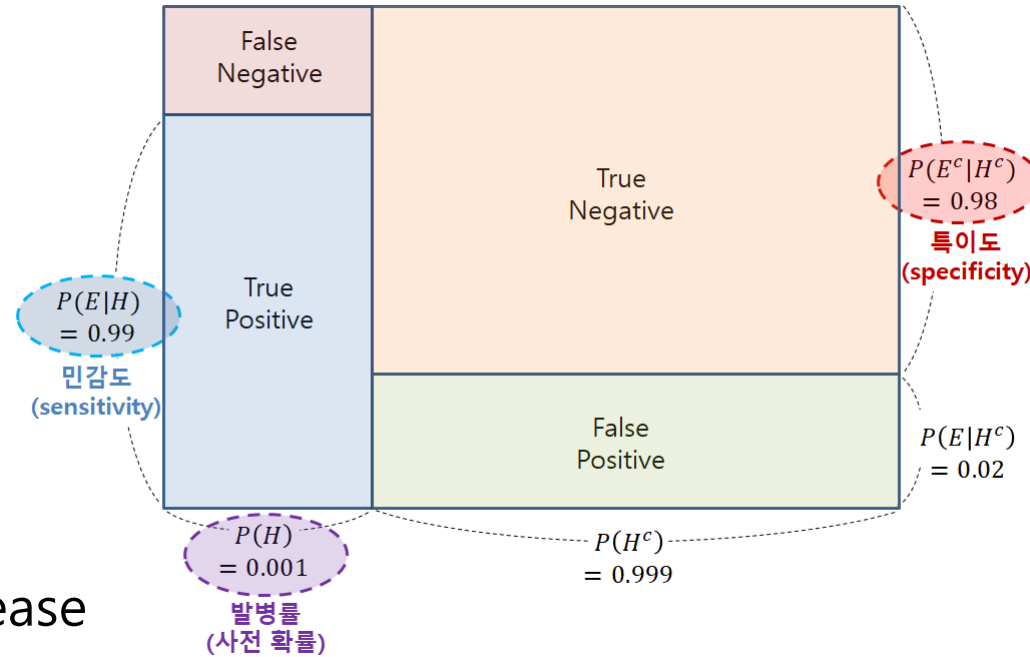 False
Negative
True
Negative
P(E^c|H^c)
= 0.98
특이도
(specificity)
True
Positive
P(E|H)
= 0.99
민감도
(sensitivity)
False
Positive
P(E|H^c)
= 0.02
P(H)
= 0.001
P(H^c)
= 0.999
발병률
(사전 확률)
ease